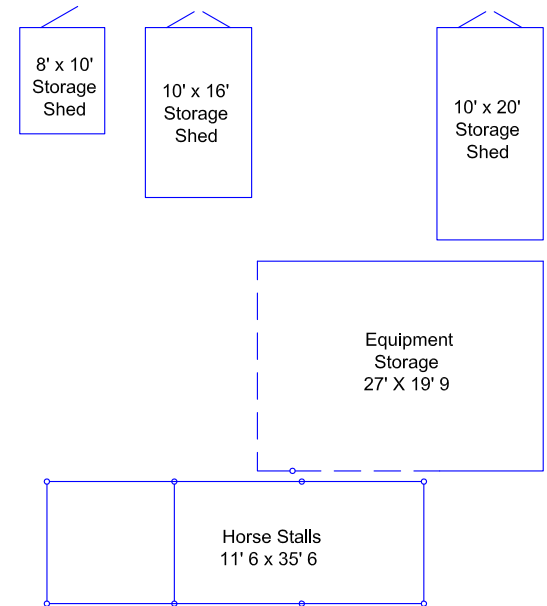 8' x 10'
Storage
Shed
10' x 16'
Storage
Shed
10' x 20'
Storage
Shed
Equipment
Storage
27' X 19' 9
Horse Stalls
11' 6 x 35' 6